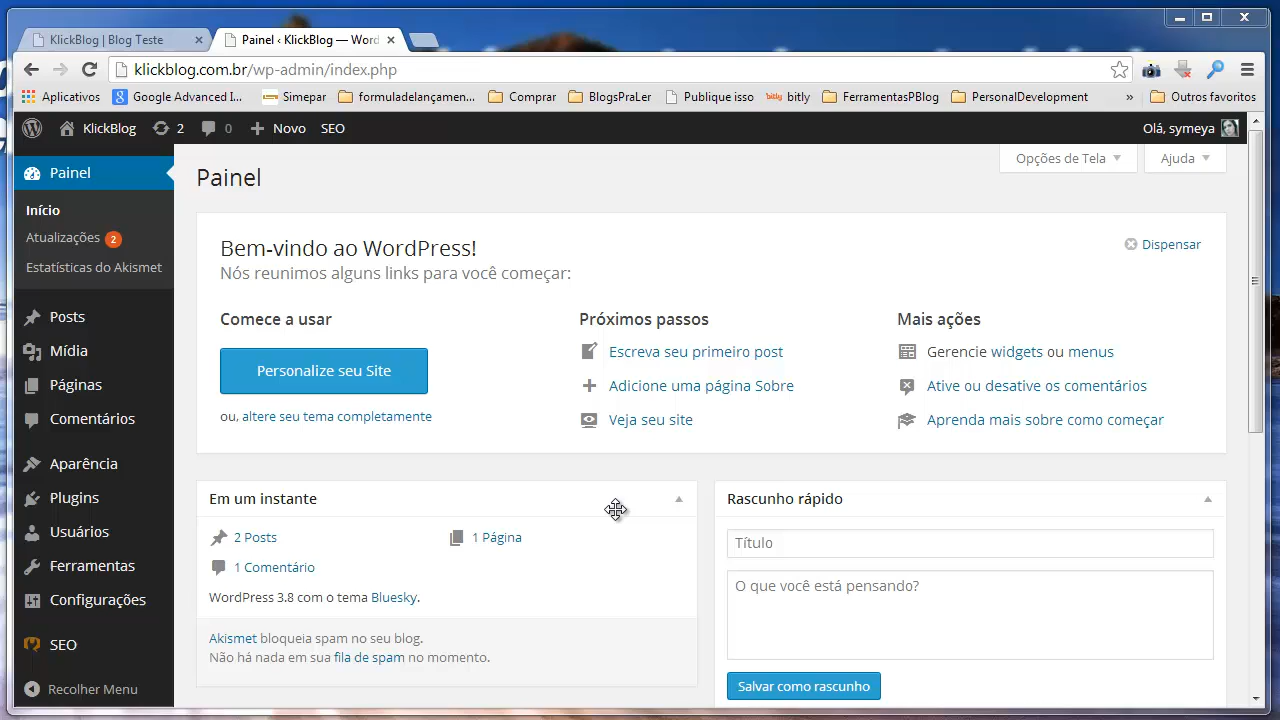 KlickBlog | Blog Teste
Painel ‹ KlickBlog — Word
klickblog.com.br/wp-admin/index.php
Aplicativos
Google Advanced I...
Simepar
formuladelançamen...
Comprar
BlogsPraLer
Publique isso
bitly
bitly
FerramentasPBlog
PersonalDevelopment
»
Outros favoritos
KlickBlog
2
0
Novo
SEO
Olá, symeya
Painel
Início
Atualizações 2
Estatísticas do Akismet
Posts
Mídia
Páginas
Comentários
Aparência
Plugins
Usuários
Ferramentas
Configurações
SEO
Recolher Menu
Opções de Tela
Ajuda
Painel
Bem-vindo ao WordPress!
Dispensar
Nós reunimos alguns links para você começar:
Comece a usar
Personalize seu Site
ou, altere seu tema completamente
Próximos passos
Escreva seu primeiro post
Adicione uma página Sobre
Veja seu site
Mais ações
Gerencie widgets ou menus
Ative ou desative os comentários
Aprenda mais sobre como começar
Em um instante
2 Posts
1 Página
1 Comentário
WordPress 3.8 com o tema Bluesky.
Akismet bloqueia spam no seu blog.
Não há nada em sua fila de spam no momento.
Rascunho rápido
Título
O que você está pensando?
Salvar como rascunho